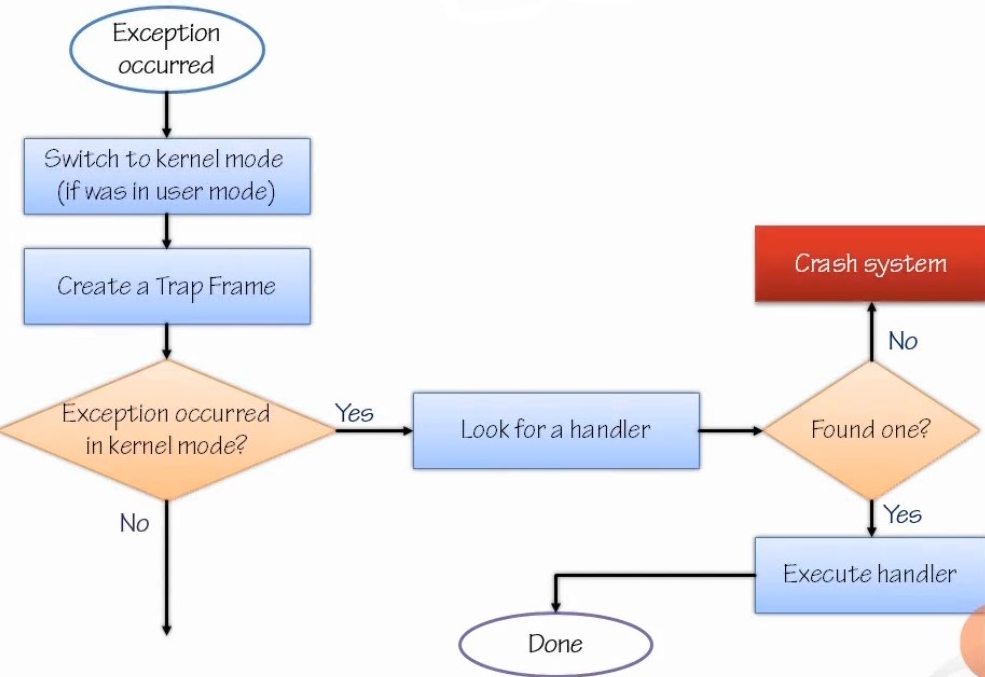 Exception
occurred
Switch to kernel mode
(if was in user mode)
Create a Trap Frame
Exception occurred
in kernel mode?
Yes
No
Look for a handler
Found one?
No
Crash system
Yes
Execute handler
Done